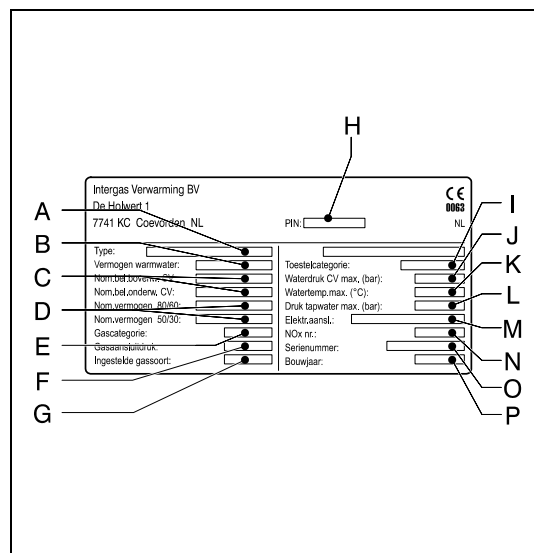 H
Intergas Verwarming BV
De Holwert 1
7741 KC Coevorden NL
PIN:
CE
0063
NL
A
B
C
D
E
F
G
Type:
Vermogen warmwater:
Nom.bel.bovenw, CV:
Nom.bel,onderw, CV:
Nom.vermogen 80/60:
Nom.vermogen 50/30:
Gascategorie:
Gasaansluitdruk:
Ingestelde gassoort:
Toestelcategorie:
Waterdruk CV max, (bar):
Watertemp.max. (°C):
Druk tapwater max. (bar):
Elektr,aansl.:
NOx nr.:
Serienummer:
Bouwjaar:
I
J
K
L
M
N
O
P